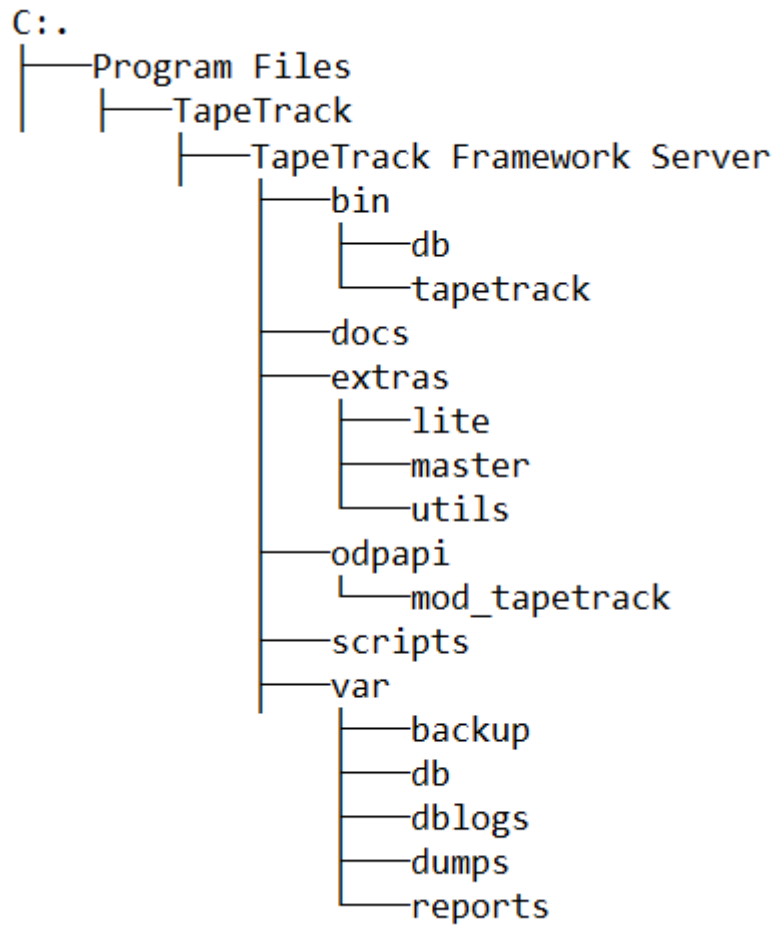 C:.
Program Files
TapeTrack
TapeTrack Framework Server
bin
db
tapetrack
docs
extras
lite
master
utils
odpapi
mod_tapetrack
scripts
var
backup
db
dblogs
dumps
reports